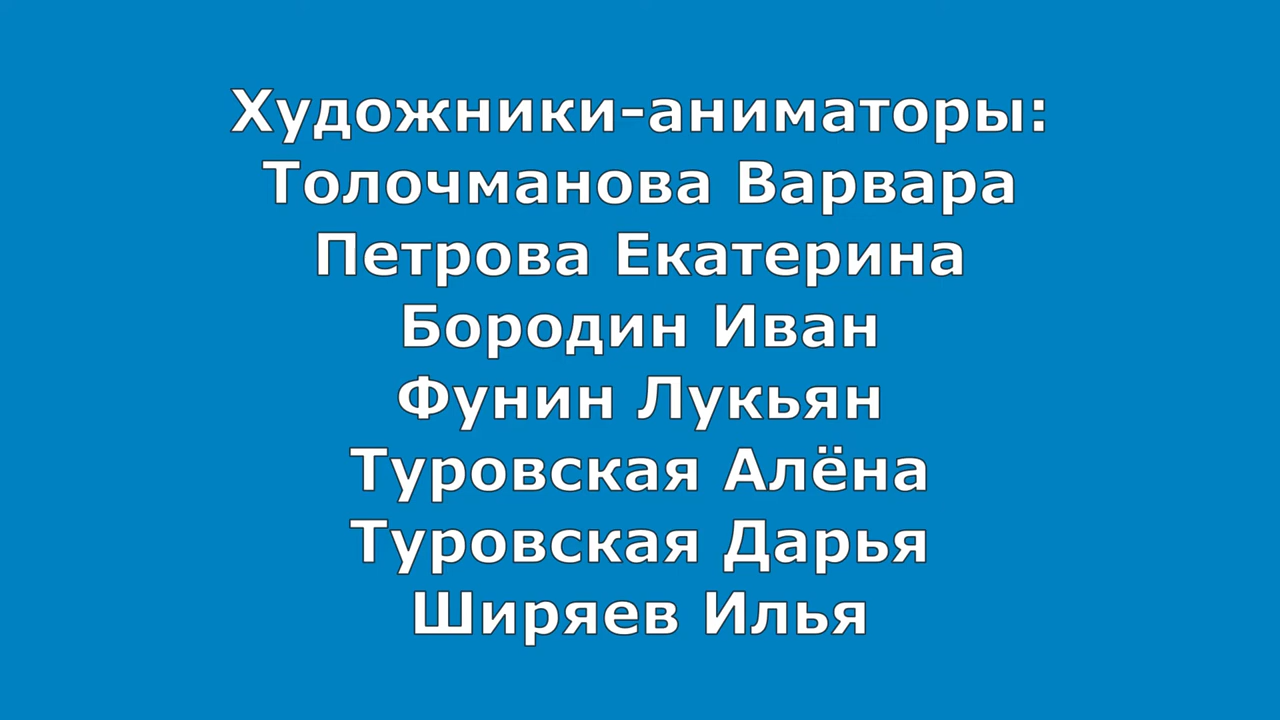 Художники-аниматоры:
Толочманова Варвара
Петрова Екатерина
Бородин Иван
Фунин Лукьян
Туровская Алёна
Туровская Дарья
Ширяев Илья